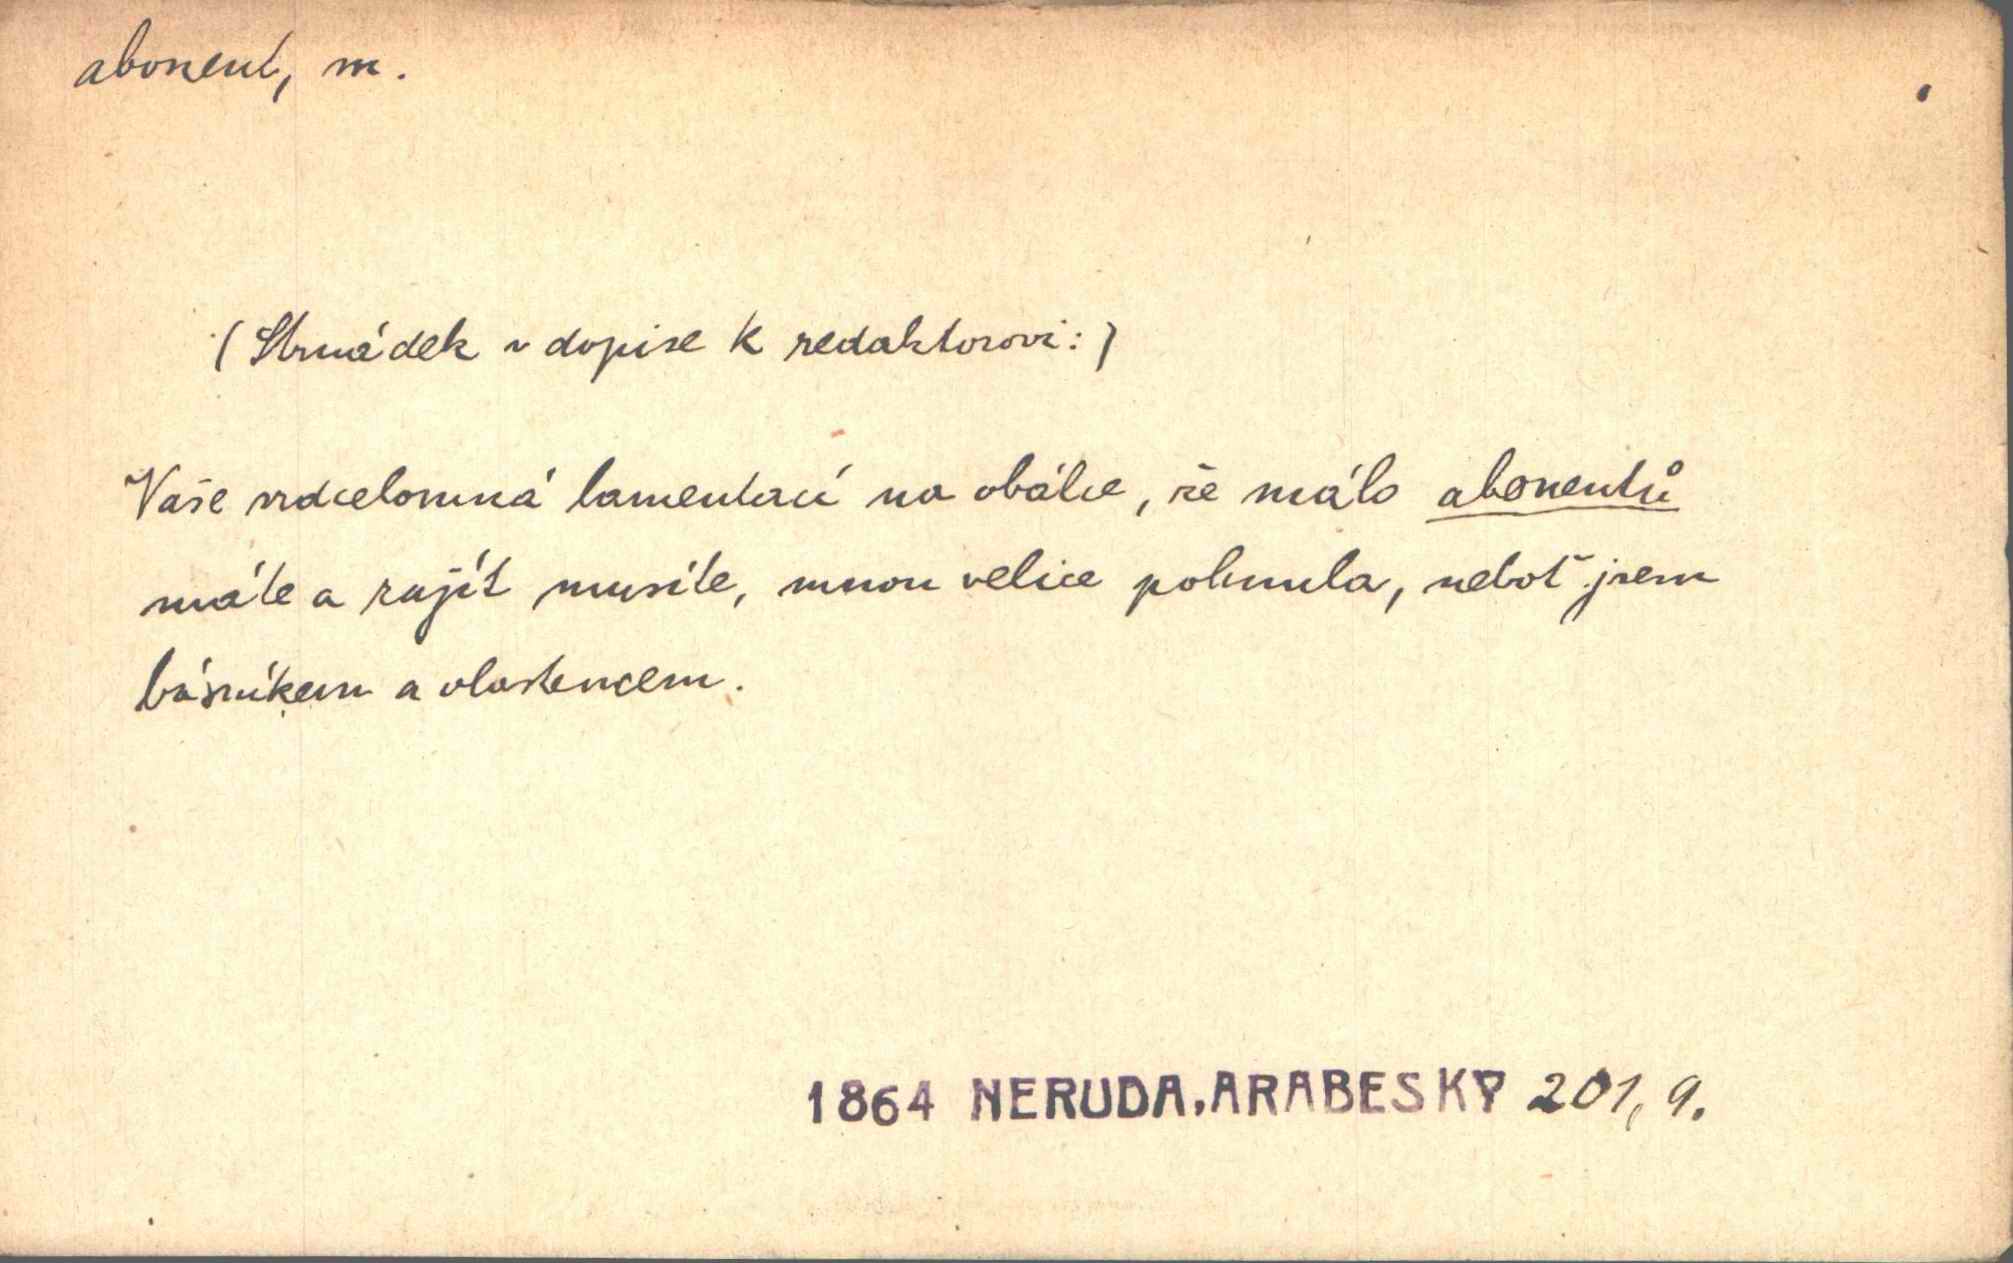 abonent, m.
(Strnádek v dopise k redaktorovi:)
Vaše srdcelomná lamentací na obálce, že málo abonentů
máte a zajít musíte, mnou velice pohnula, neboť jsem
básníkem a vlastencem.
1864 NERUDA, ARABESKY 201, 9.